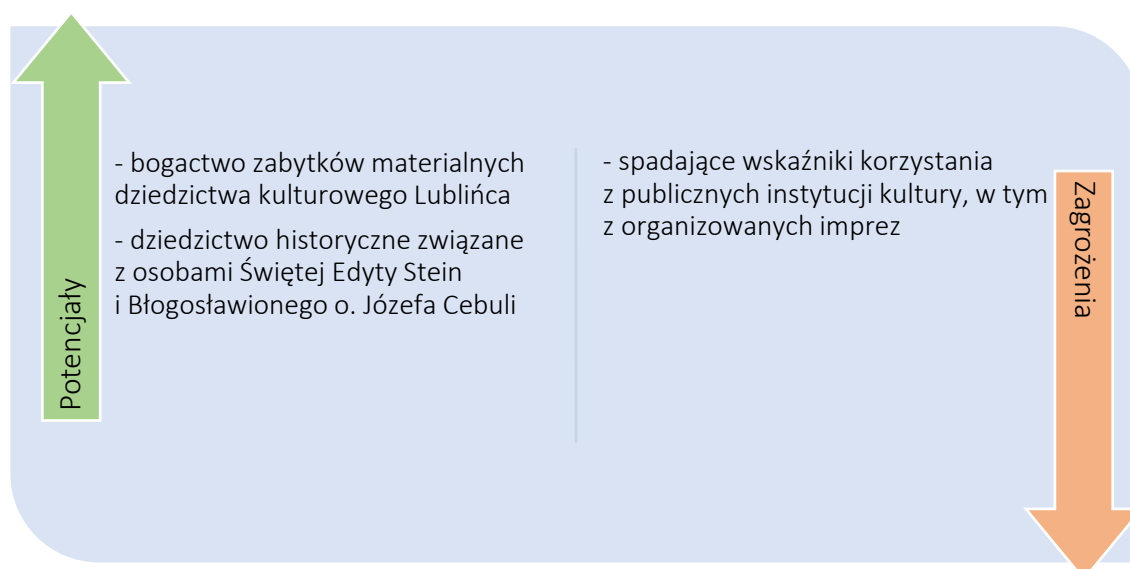 Potencjały
- bogactwo zabytków materialnych
dziedzictwa kulturowego Lublińca
- dziedzictwo historyczne związane
z osobami Świętej Edyty Stein
i Błogosławionego o. Józefa Cebuli
- spadające wskaźniki korzystania
z publicznych instytucji kultury, w tym
z organizowanych imprez
Zagrożenia